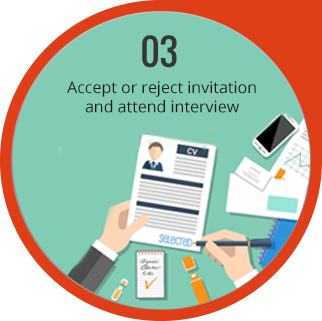 03
Accept or reject invitation
and attend interview
CV
SELECTED